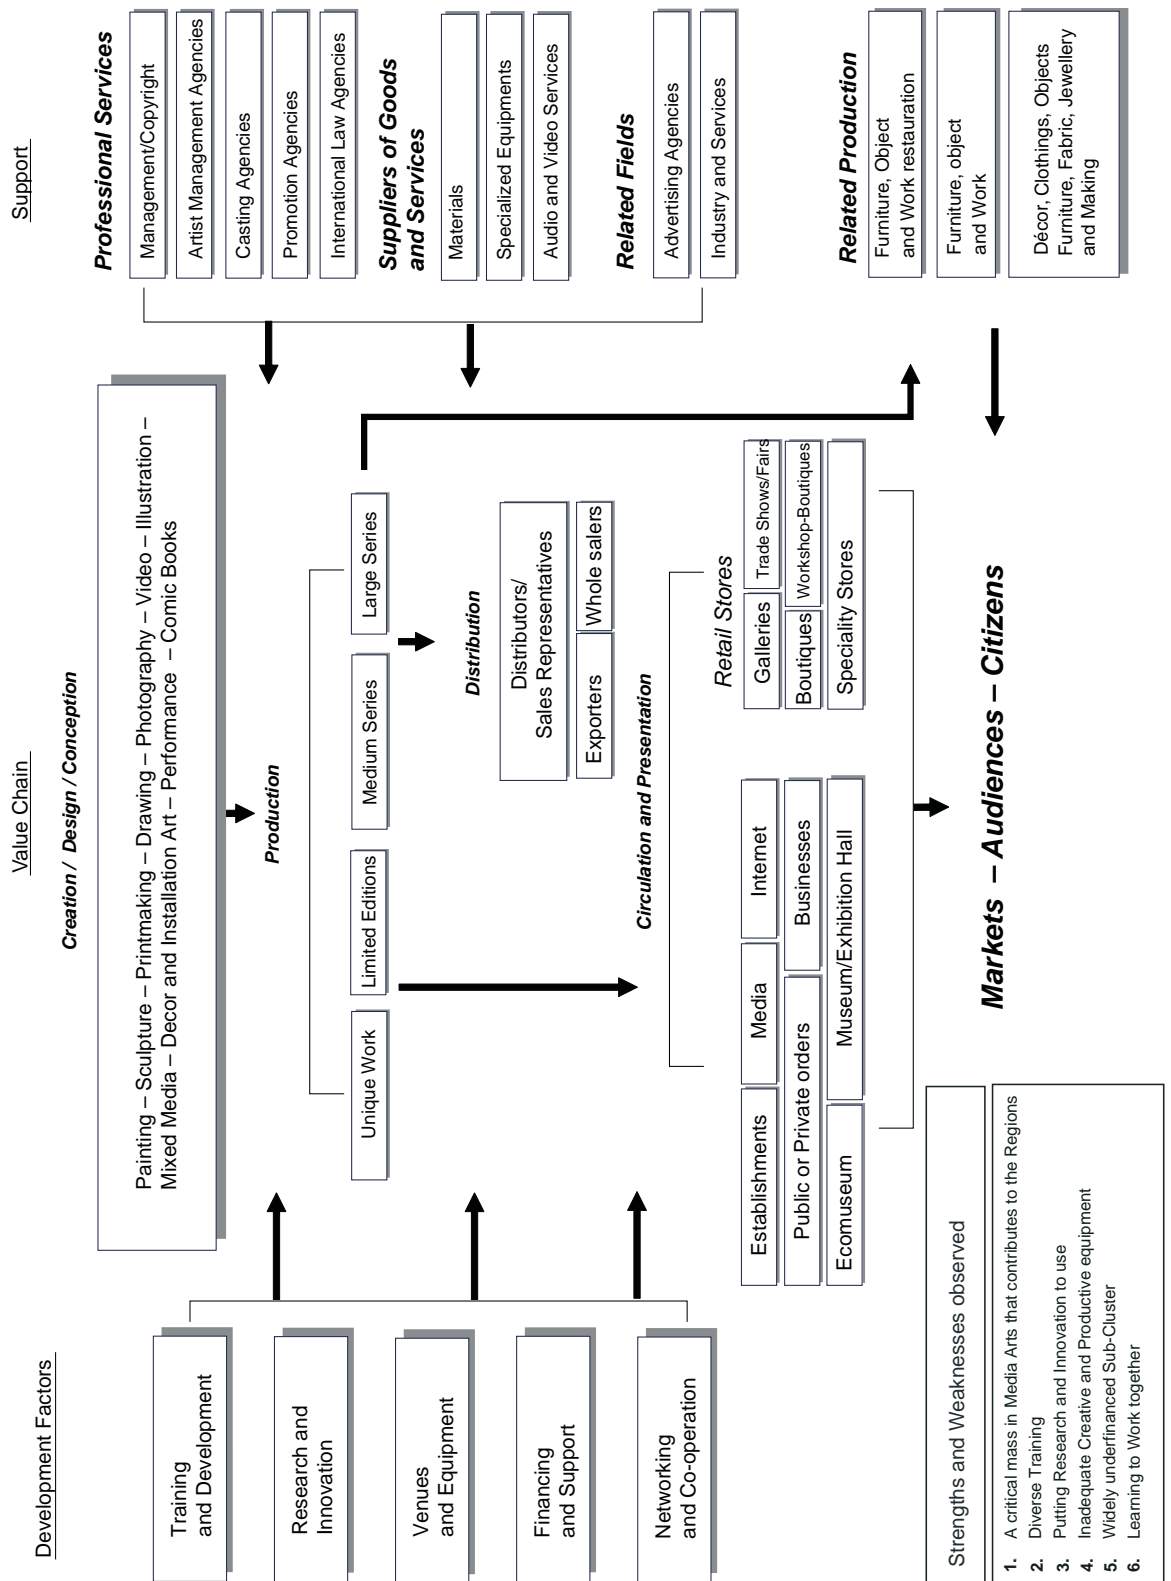 Development Factors
Training
and Development
Research and
Innovation
Venues
and Equipment
Financing
and Support
Networking
and Co-operation
Value Chain
Creation / Design / Conception
Painting – Sculpture – Printmaking – Drawing – Photography – Video – Illustration –
Mixed Media – Decor and Installation Art – Performance – Comic Books
Production
Unique Work
Limited Editions
Medium Series
Large Series
Distribution
Distributors/
Sales Representatives
Exporters
Whole salers
Circulation and Presentation
Establishments
Media
Internet
Public or Private orders
Businesses
Ecomuseum
Museum/Exhibition Hall
Retail Stores
Galleries
Trade Shows/Fairs
Boutiques
Workshop-Boutiques
Speciality Stores
Markets – Audiences – Citizens
Support
Professional Services
Management/Copyright
Artist Management Agencies
Casting Agencies
Promotion Agencies
International Law Agencies
Suppliers of Goods
and Services
Materials
Specialized Equipments
Audio and Video Services
Related Fields
Advertising Agencies
Industry and Services
Related Production
Furniture, Object
and Work restauration
Furniture, object
and Work
Décor, Clothings, Objects
Furniture, Fabric, Jewellery
and Making
Strengths and Weaknesses observed
1. A critical mass in Media Arts that contributes to the Regions
2. Diverse Training
3. Putting Research and Innovation to use
4. Inadequate Creative and Productive equipment
5. Widely underfinanced Sub-Cluster
6. Learning to Work together